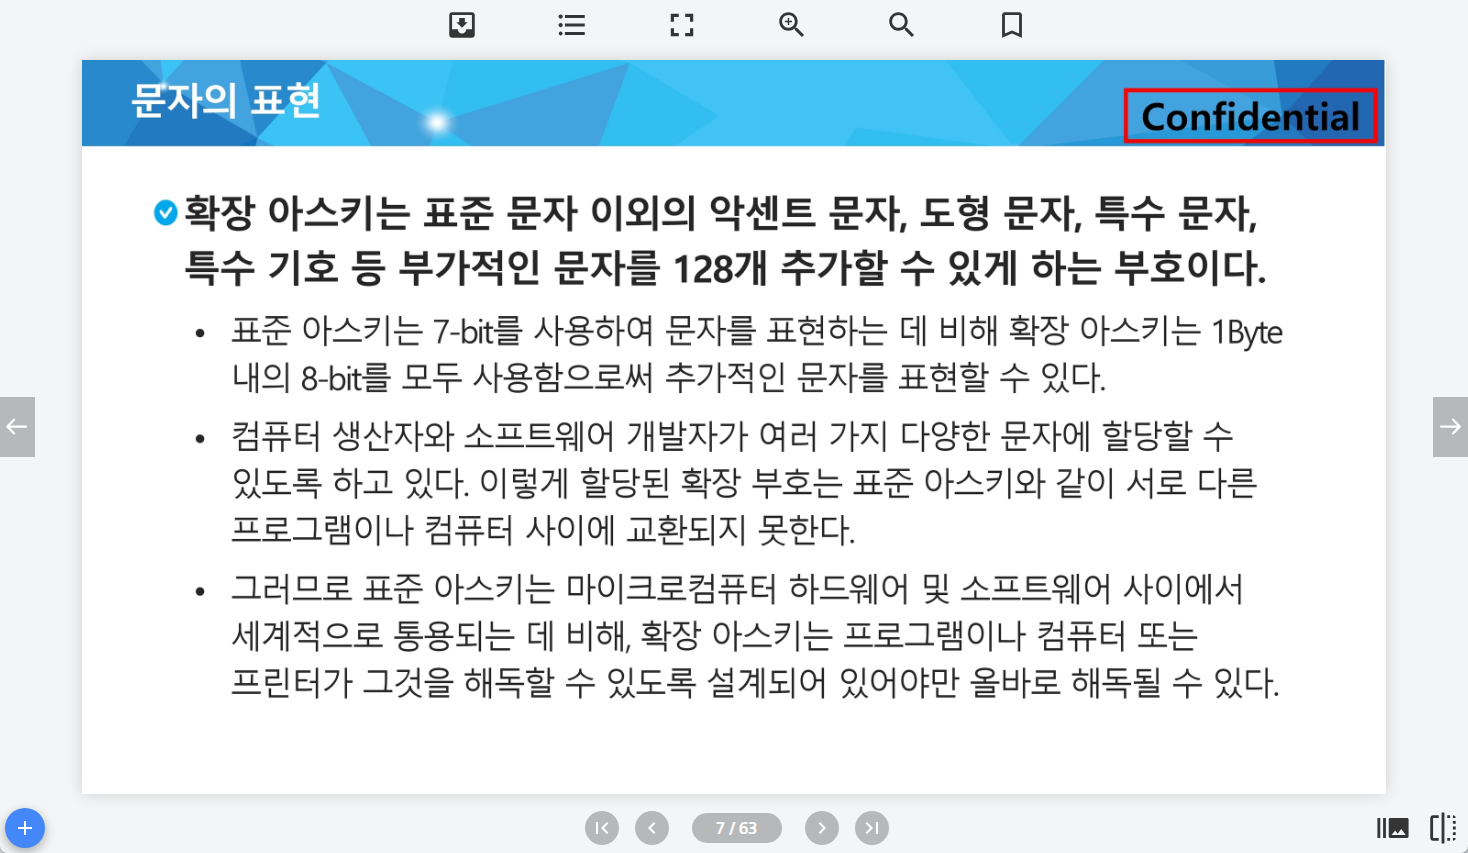 문자의 표현
Confidential
확장 아스키는 표준 문자 이외의 악센트 문자, 도형 문자, 특수 문자,
특수 기호 등 부가적인 문자를 128개 추가할 수 있게 하는 부호이다.
• 표준 아스키는 7-bit를 사용하여 문자를 표현하는 데 비해 확장 아스키는 1Byte
내의 8-bit를 모두 사용함으로써 추가적인 문자를 표현할 수 있다.
• 컴퓨터 생산자와 소프트웨어 개발자가 여러 가지 다양한 문자에 할당할 수
있도록 하고 있다. 이렇게 할당된 확장 부호는 표준 아스키와 같이 서로 다른
프로그램이나 컴퓨터 사이에 교환되지 못한다.
• 그러므로 표준 아스키는 마이크로컴퓨터 하드웨어 및 소프트웨어 사이에서
세계적으로 통용되는 데 비해, 확장 아스키는 프로그램이나 컴퓨터 또는
프린터가 그것을 해독할 수 있도록 설계되어 있어야만 올바로 해독될 수 있다.
7 / 63